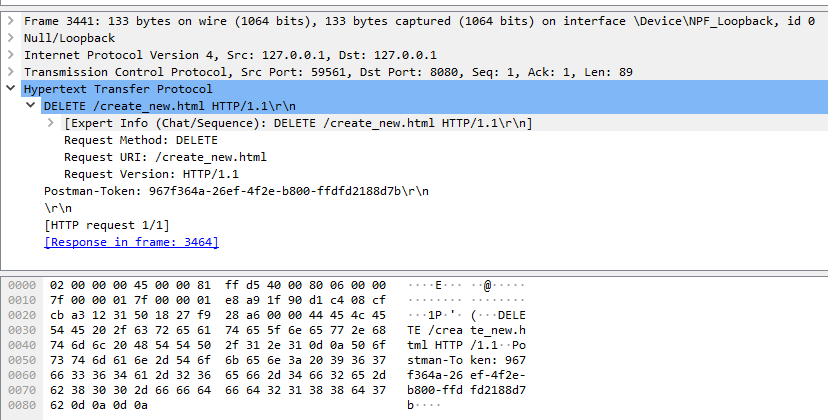 Frame 3441: 133 bytes on wire (1064 bits), 133 bytes captured (1064 bits) on interface \Device\NPF_Loopback, id 0
Null/Loopback
Internet Protocol Version 4, Src: 127.0.0.1, Dst: 127.0.0.1
Transmission Control Protocol, Src Port: 59561, Dst Port: 8080, Seq: 1, Ack: 1, Len: 89
Hypertext Transfer Protocol
DELETE /create_new.html HTTP/1.1\r\n
[Expert Info (Chat/Sequence): DELETE /create_new.html HTTP/1.1\r\n]
Request Method: DELETE
Request URI: /create_new.html
Request Version: HTTP/1.1
Postman-Token: 967f364a-26ef-4f2e-b800-ffdfd2188d7b\r\n
\r\n
[HTTP request 1/1]
[Response in frame: 3464]
0000 02 00 00 00 45 00 00 81 ff d5 40 00 80 06 00 00 ····E··· ··@·····
0010 7f 00 00 01 7f 00 00 01 e8 a9 1f 90 d1 c4 08 cf ········ ········
0020 cb a3 12 31 50 18 27 f9 28 a6 00 00 44 45 4c 45 ···1P·'· (···DELE
0030 54 45 20 2f 63 72 65 61 74 65 5f 6e 65 77 2e 68 TE /crea te_new.h
0040 74 6d 6c 20 48 54 54 50 2f 31 2e 31 0d 0a 50 6f tml HTTP /1.1··Po
0050 73 74 6d 61 6e 2d 54 6f 6b 65 6e 3a 20 39 36 37 stman-To ken: 967
0060 66 33 36 34 61 2d 32 36 65 66 2d 34 66 32 65 2d f364a-26 ef-4f2e-
0070 62 38 30 30 2d 66 66 64 66 64 32 31 38 38 64 37 b800-ffd fd2188d7
0080 62 0d 0a 0d 0a b····